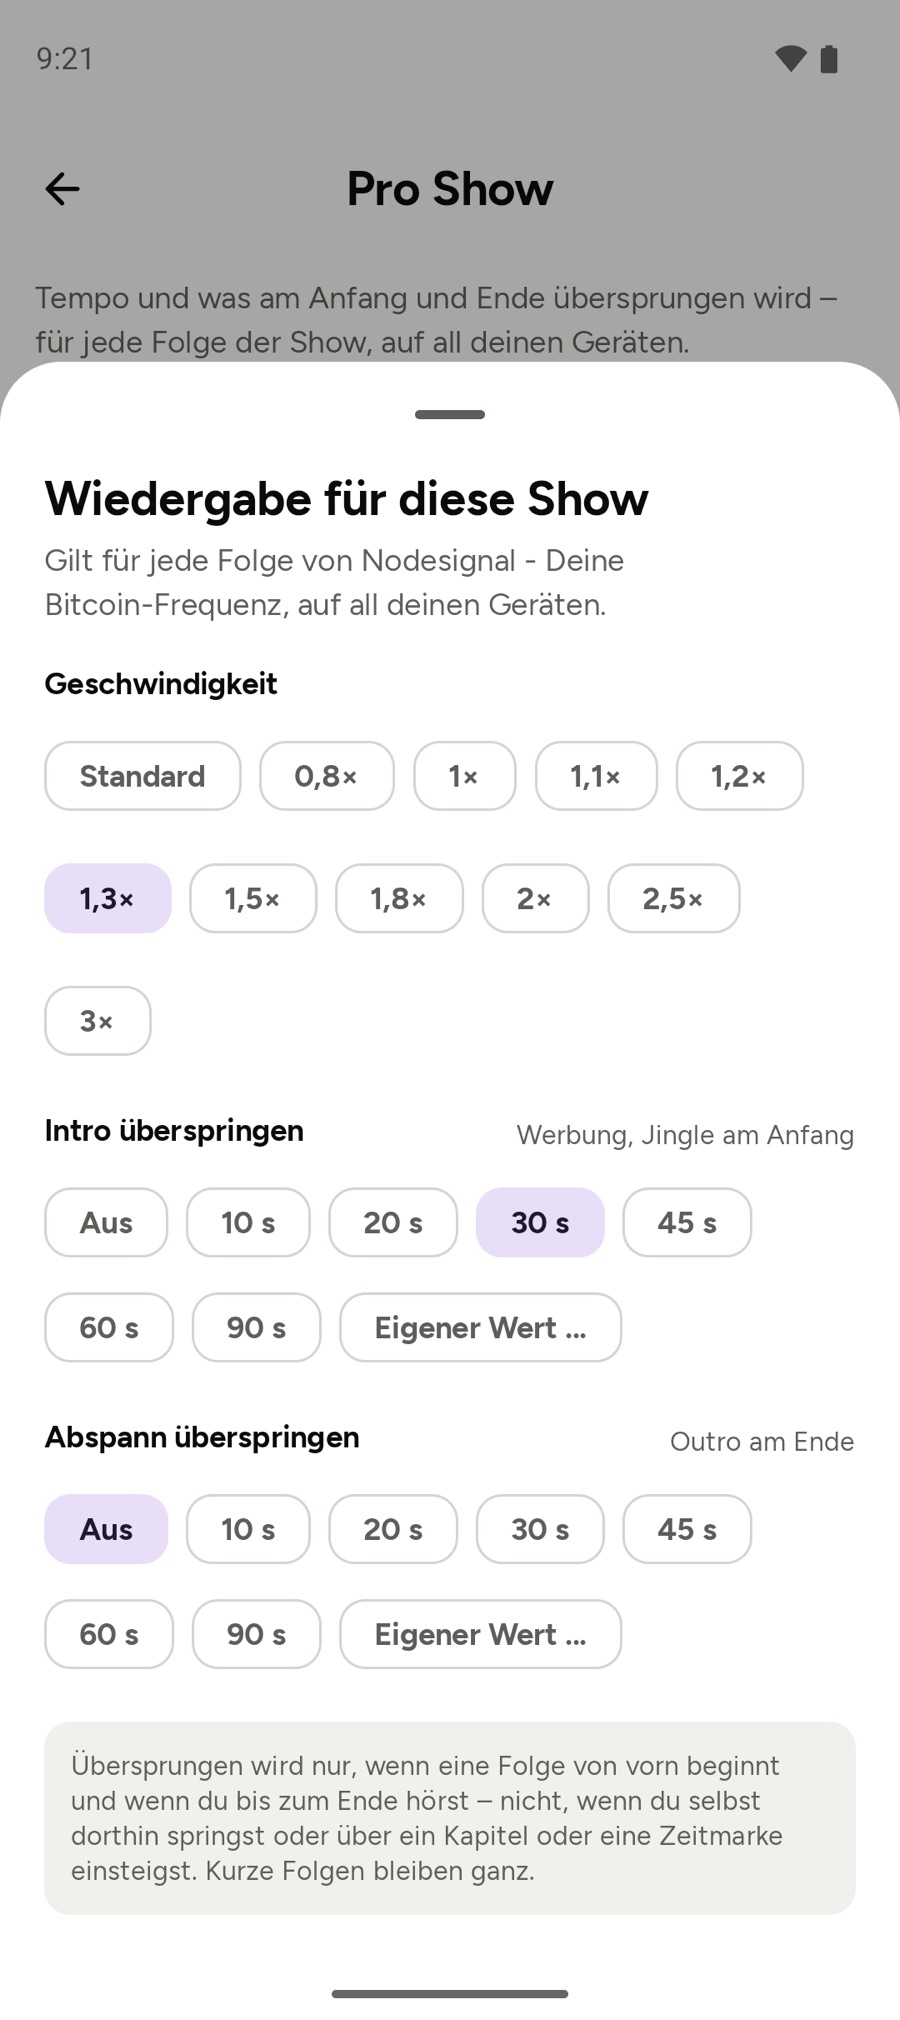 9:21
Pro Show
Tempo und was am Anfang und Ende übersprungen wird –
für jede Folge der Show, auf all deinen Geräten.
Wiedergabe für diese Show
Gilt für jede Folge von Nodesignal - Deine
Bitcoin-Frequenz, auf all deinen Geräten.
Geschwindigkeit
Standard 0,8× 1× 1,1× 1,2×
1,3× 1,5× 1,8× 2× 2,5×
3×
Intro überspringen Werbung, Jingle am Anfang
Aus 10 s 20 s 30 s 45 s
60 s 90 s Eigener Wert ...
Abspann überspringen Outro am Ende
Aus 10 s 20 s 30 s 45 s
60 s 90 s Eigener Wert ...
Übersprungen wird nur, wenn eine Folge von vorn beginnt
und wenn du bis zum Ende hörst – nicht, wenn du selbst
dorthin springst oder über ein Kapitel oder eine Zeitmarke
einsteigst. Kurze Folgen bleiben ganz.